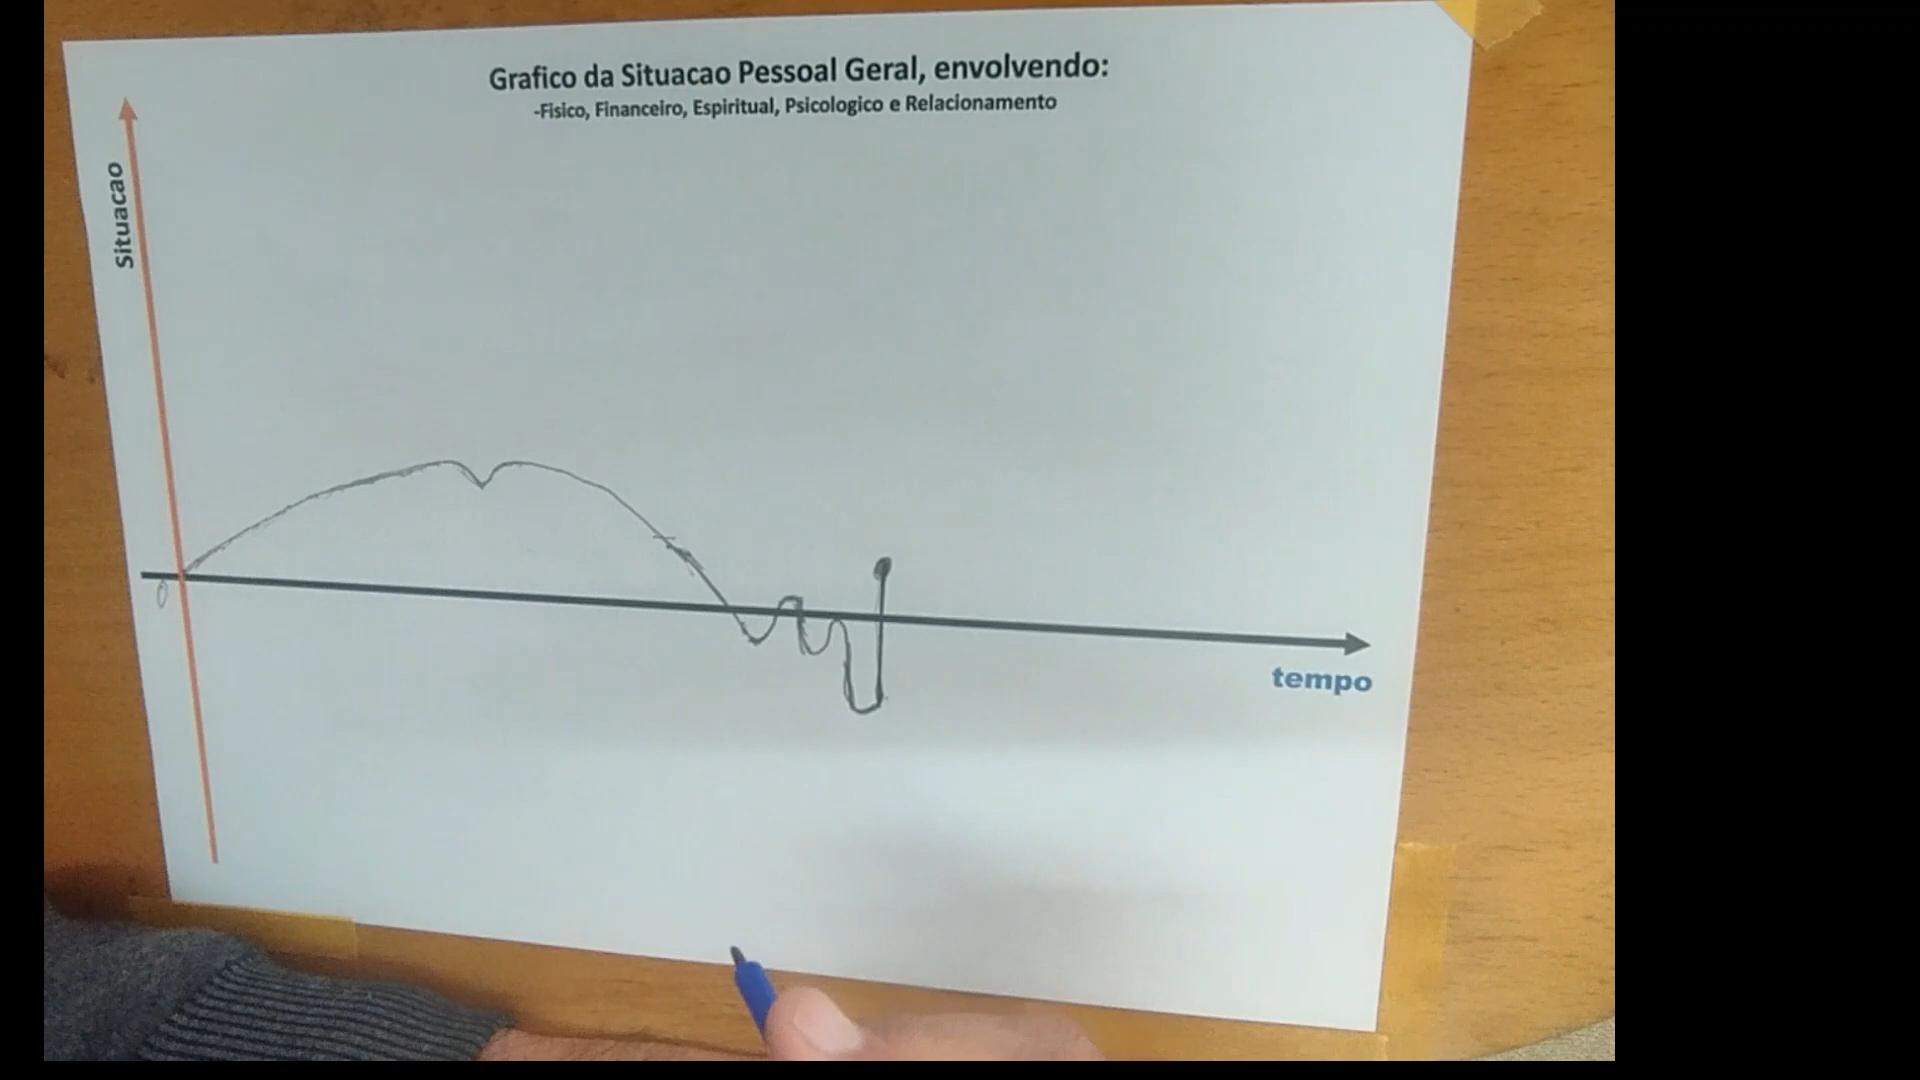 Grafico da Situacao Pessoal Geral, envolvendo:
-Fisico, Financeiro, Espiritual, Psicologico e Relacionamento
Situacao
0
tempo